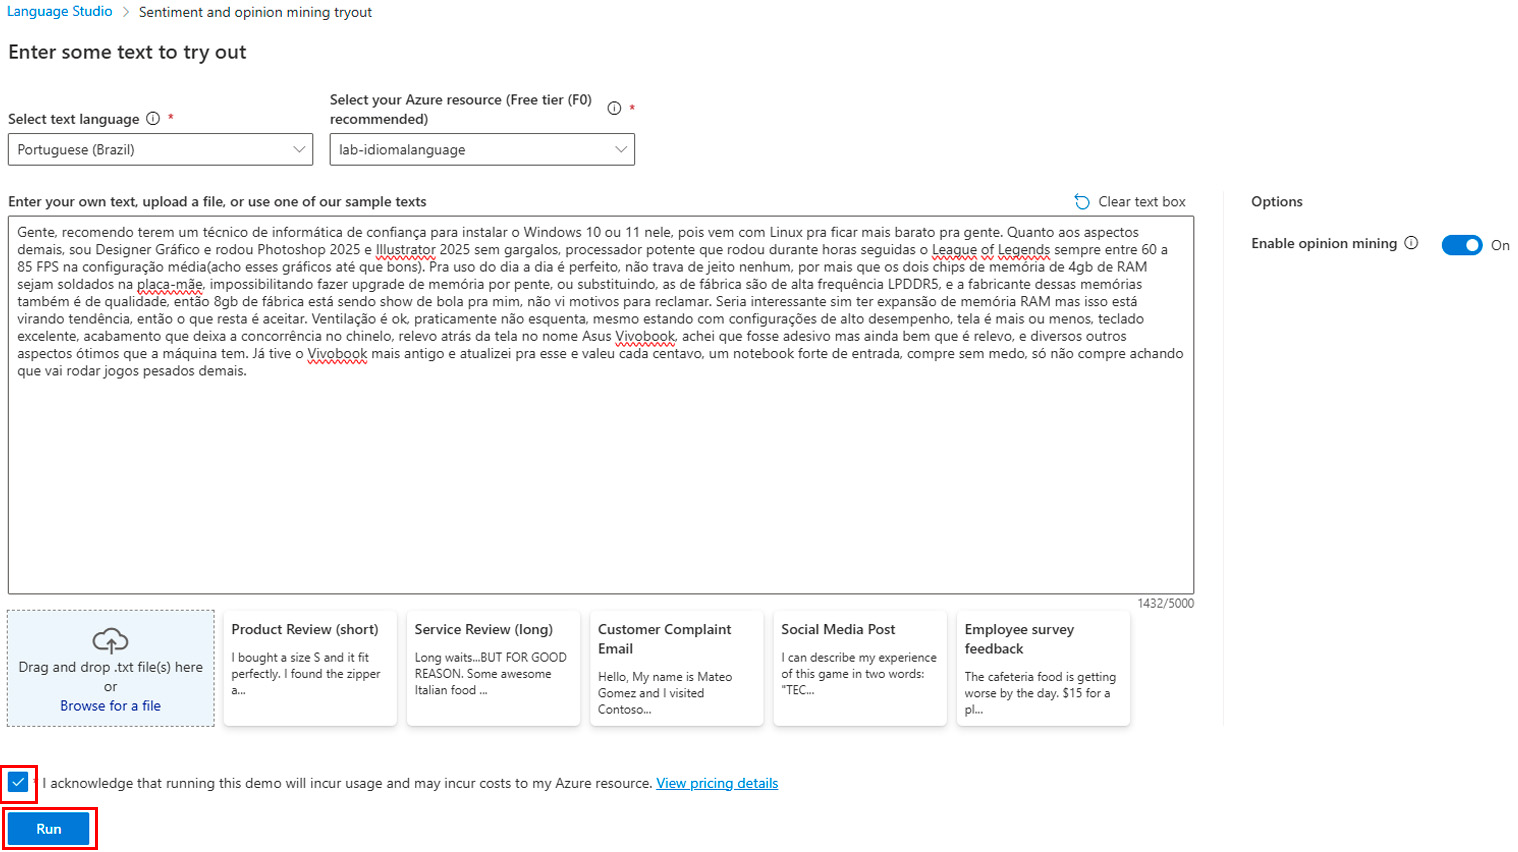 Language Studio > Sentiment and opinion mining tryout
Enter some text to try out
Select text language *
Select your Azure resource (Free tier (F0) recommended) *
Portuguese (Brazil)
lab-idiomalanguage
Enter your own text, upload a file, or use one of our sample texts
Clear text box
Gente, recomendo terem um técnico de informática de confiança para instalar o Windows 10 ou 11 nele, pois vem com Linux pra ficar mais barato pra gente. Quanto aos aspectos
demais, sou Designer Gráfico e rodou Photoshop 2025 e Illustrator 2025 sem gargalos, processador potente que rodou durante horas seguidas o League of Legends sempre entre 60 a
85 FPS na configuração média(acho esses gráficos até que bons). Pra uso do dia a dia é perfeito, não trava de jeito nenhum, por mais que os dois chips de memória de 4gb de RAM
sejam soldados na placa-mãe, impossibilitando fazer upgrade de memória por pente, ou substituindo, as de fábrica são de alta frequência LPDDR5, e a fabricante dessas memórias
também é de qualidade, então 8gb de fábrica está sendo show de bola pra mim, não vi motivos para reclamar. Seria interessante sim ter expansão de memória RAM mas isso está
virando tendência, então o que resta é aceitar. Ventilação é ok, praticamente não esquenta, mesmo estando com configurações de alto desempenho, tela é mais ou menos, teclado
excelente, acabamento que deixa a concorrência no chinelo, relevo atrás da tela no nome Asus Vivobook, achei que fosse adesivo mas ainda bem que é relevo, e diversos outros
aspectos ótimos que a máquina tem. Já tive o Vivobook mais antigo e atualizei pra esse e valeu cada centavo, um notebook forte de entrada, compre sem medo, só não compre achando
que vai rodar jogos pesados demais.
1432/5000
Options
Enable opinion mining
On
Drag and drop .txt file(s) here
or
Browse for a file
Product Review (short)
I bought a size S and it fit
perfectly. I found the zipper
a...
Service Review (long)
Long waits...BUT FOR GOOD
REASON. Some awesome
Italian food ...
Customer Complaint
Email
Hello, My name is Mateo
Gomez and I visited
Contoso...
Social Media Post
I can describe my experience
of this game in two words:
"TEC...
Employee survey
feedback
The cafeteria food is getting
worse by the day. $15 for a
pl...
* I acknowledge that running this demo will incur usage and may incur costs to my Azure resource. View pricing details
Run